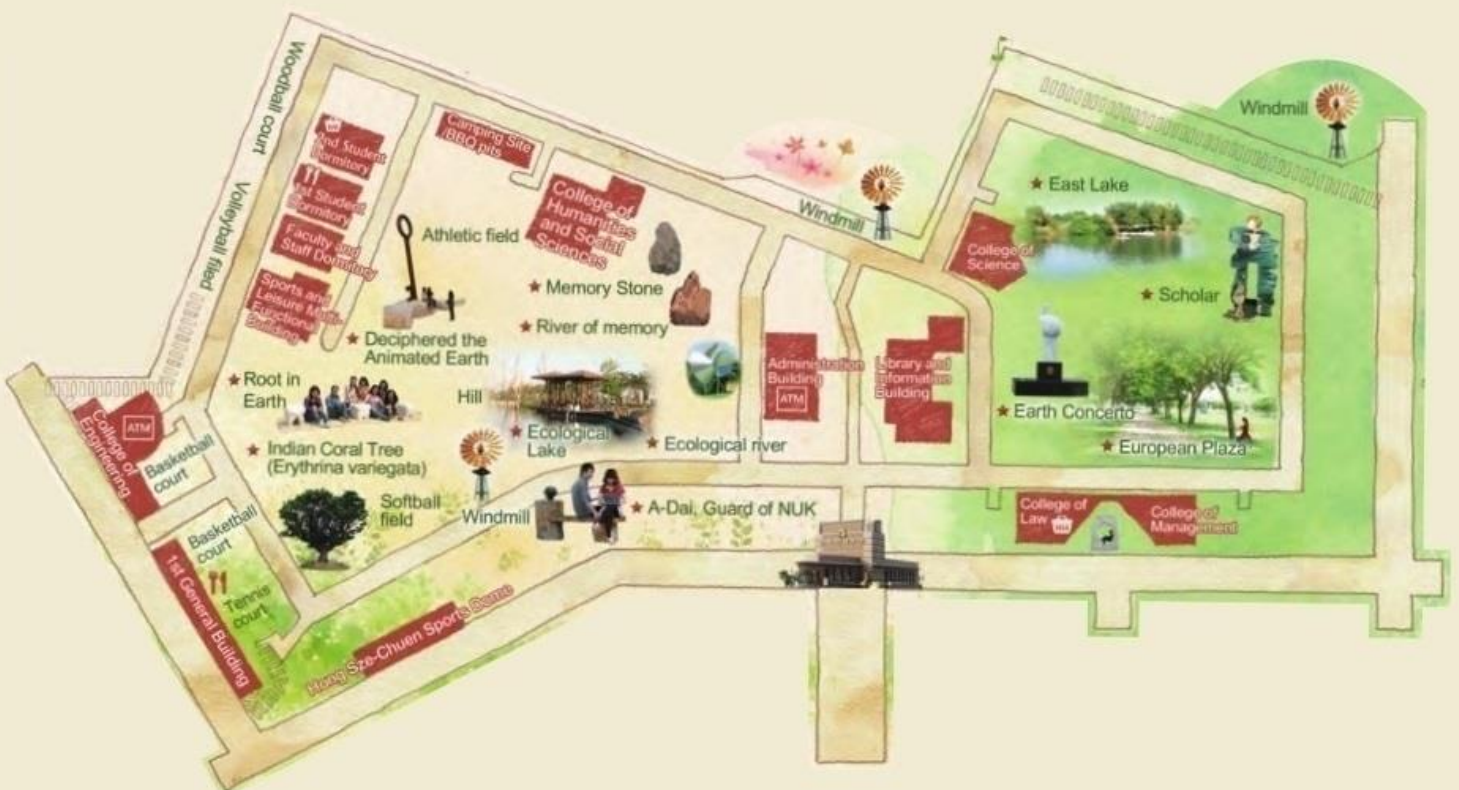 Woodball court
Volleyball filed
2nd Student
Dormitory
1st Student
Dormitory
Faculty and
Staff Dormitory
Sports and
Leisure Multi-
Functional
Building
Camping Site
/BBQ pits
College of
Humanities
and Social
Sciences
Athletic field
★ Memory Stone
★ River of memory
★ Deciphered the
Animated Earth
★ Root in
Earth
Hill
★ Ecological
Lake
★ Ecological river
★ Indian Coral Tree
(Erythrina variegata)
Softball
field
Windmill
★ A-Dai, Guard of NUK
College of
Engineering
ATM
Basketball
court
Basketball
court
Tennis
court
1st General Building
Hong Sze-Chuen Sports Dome
Windmill
Administration
Building
ATM
Library and
Information
Building
College of
Science
★ East Lake
★ Scholar
★ Earth Concerto
★ European Plaza
Windmill
College of
Law
College of
Management